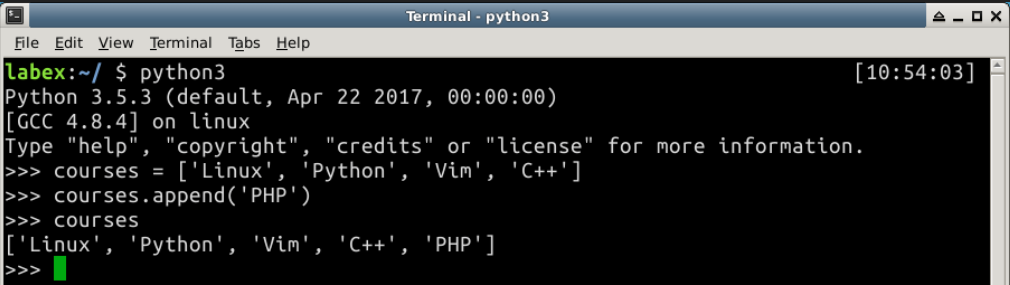 Terminal - python3
File Edit View Terminal Tabs Help
labex:~/ $ python3 [10:54:03]
Python 3.5.3 (default, Apr 22 2017, 00:00:00)
[GCC 4.8.4] on linux
Type "help", "copyright", "credits" or "license" for more information.
>>> courses = ['Linux', 'Python', 'Vim', 'C++']
>>> courses.append('PHP')
>>> courses
['Linux', 'Python', 'Vim', 'C++', 'PHP']
>>>